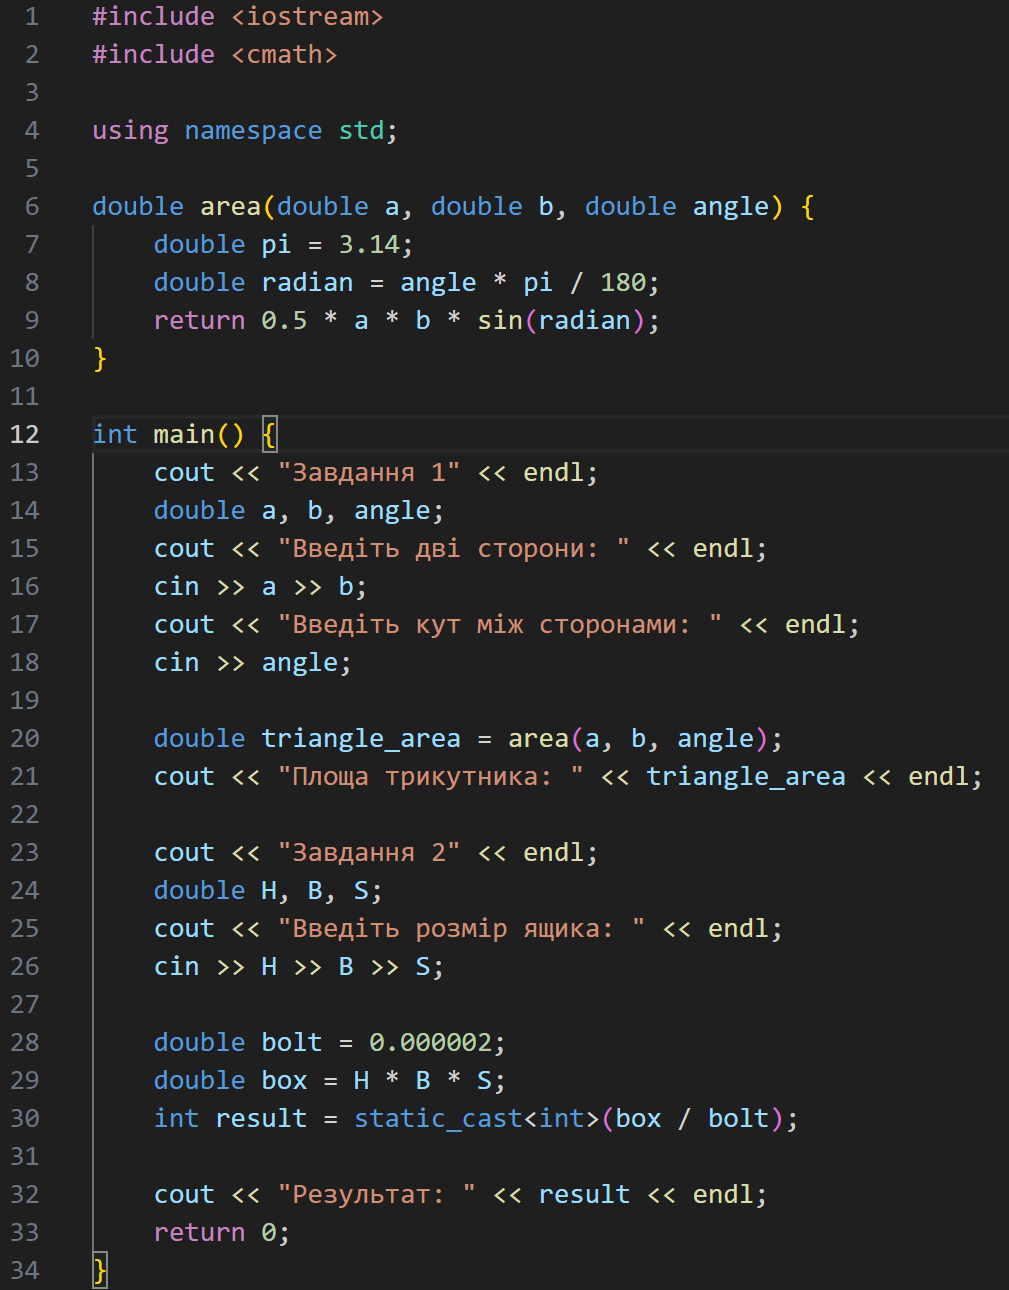 1 #include <iostream>
2 #include <cmath>
3
4 using namespace std;
5
6 double area(double a, double b, double angle) {
7     double pi = 3.14;
8     double radian = angle * pi / 180;
9     return 0.5 * a * b * sin(radian);
10 }
11
12 int main() {
13     cout << "Завдання 1" << endl;
14     double a, b, angle;
15     cout << "Введіть дві сторони: " << endl;
16     cin >> a >> b;
17     cout << "Введіть кут між сторонами: " << endl;
18     cin >> angle;
19
20     double triangle_area = area(a, b, angle);
21     cout << "Площа трикутника: " << triangle_area << endl;
22
23     cout << "Завдання 2" << endl;
24     double H, B, S;
25     cout << "Введіть розмір ящика: " << endl;
26     cin >> H >> B >> S;
27
28     double bolt = 0.000002;
29     double box = H * B * S;
30     int result = static_cast<int>(box / bolt);
31
32     cout << "Результат: " << result << endl;
33     return 0;
34 }